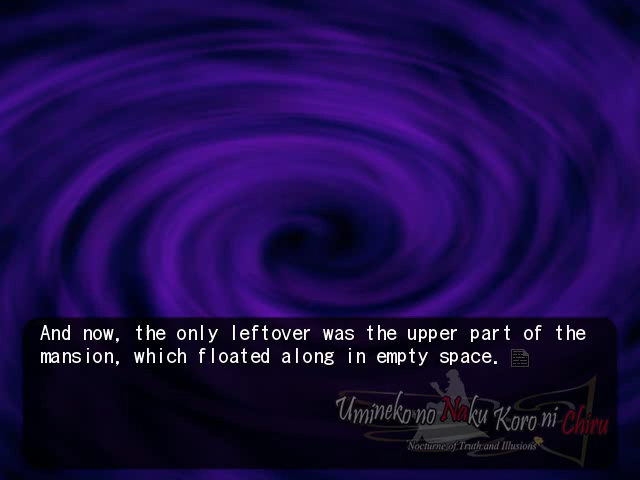 And now, the only leftover was the upper part of the
mansion, which floated along in empty space.
Umineko no Naku Koro ni Chiru
Nocturne of Truth and Illusions